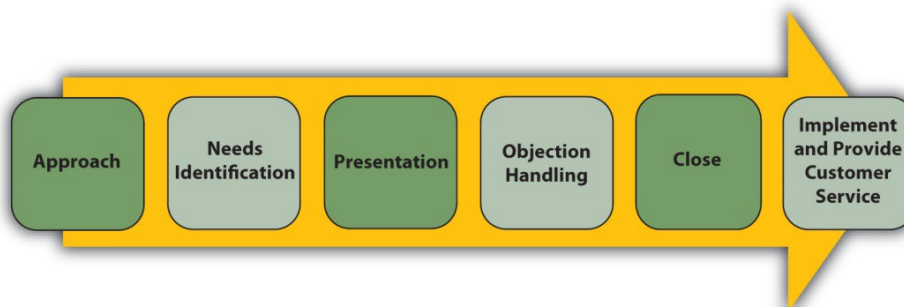 Approach
Needs
Identification
Presentation
Objection
Handling
Close
Implement
and Provide
Customer
Service